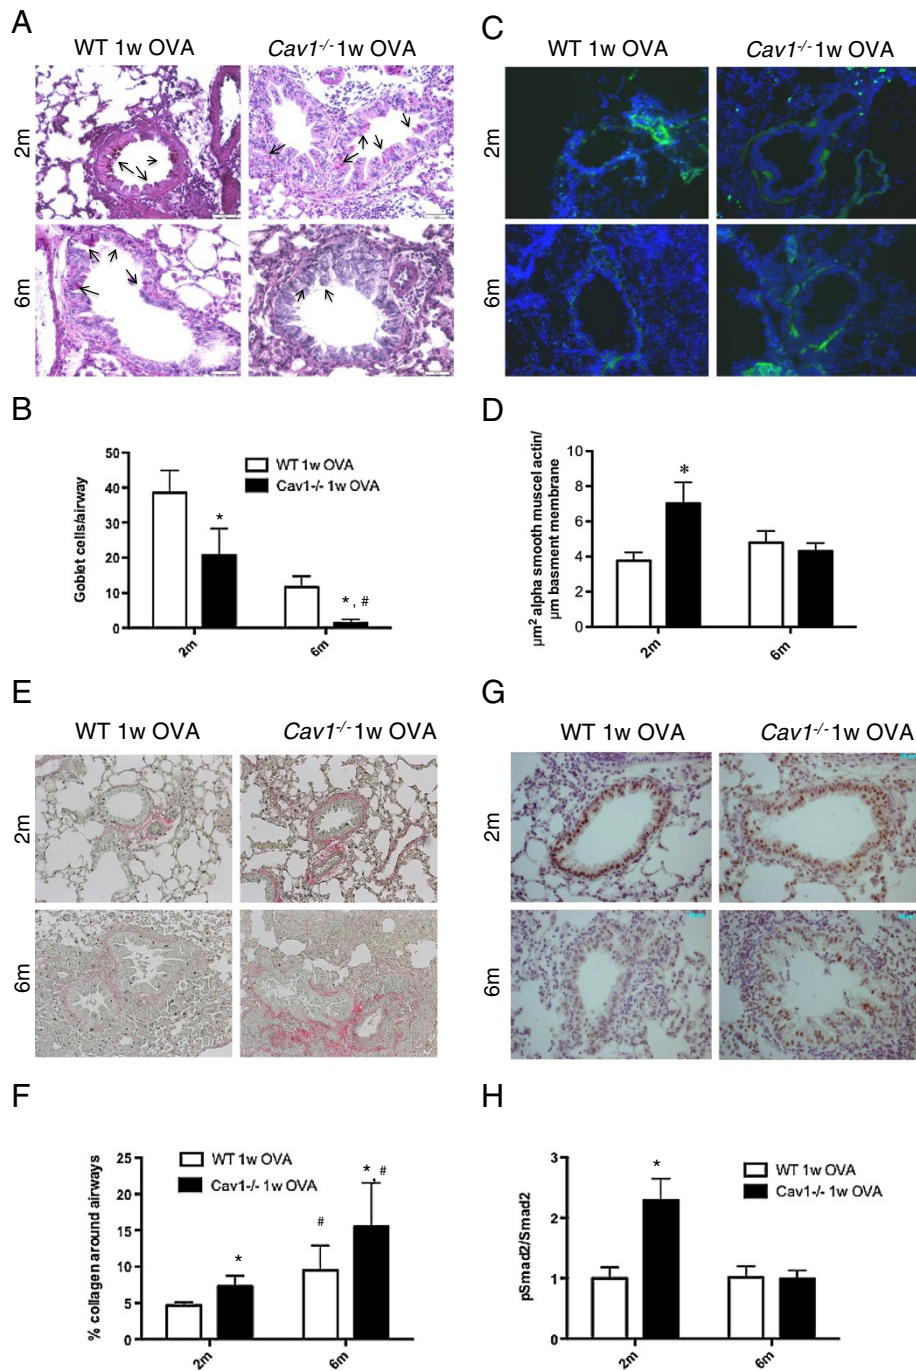 A
WT 1w OVA
Cav1-/- 1w OVA
2m
6m
C
WT 1w OVA
Cav1-/- 1w OVA
2m
6m
B
Goblet cells/airway
50
40
30
20
10
0
WT 1w OVA
Cav1-/- 1w OVA
*
*, #
2m
6m
D
µm2 alpha smooth muscel actin/
µm basment membrane
10
8
6
4
2
0
*
2m
6m
E
WT 1w OVA
Cav1-/- 1w OVA
2m
6m
G
WT 1w OVA
Cav1-/- 1w OVA
2m
6m
F
% collagen around airways
25
20
15
10
5
0
WT 1w OVA
Cav1-/- 1w OVA
*
#
*, #
2m
6m
H
pSmad2/Smad2
3
2
1
0
WT 1w OVA
Cav1-/- 1w OVA
*
2m
6m